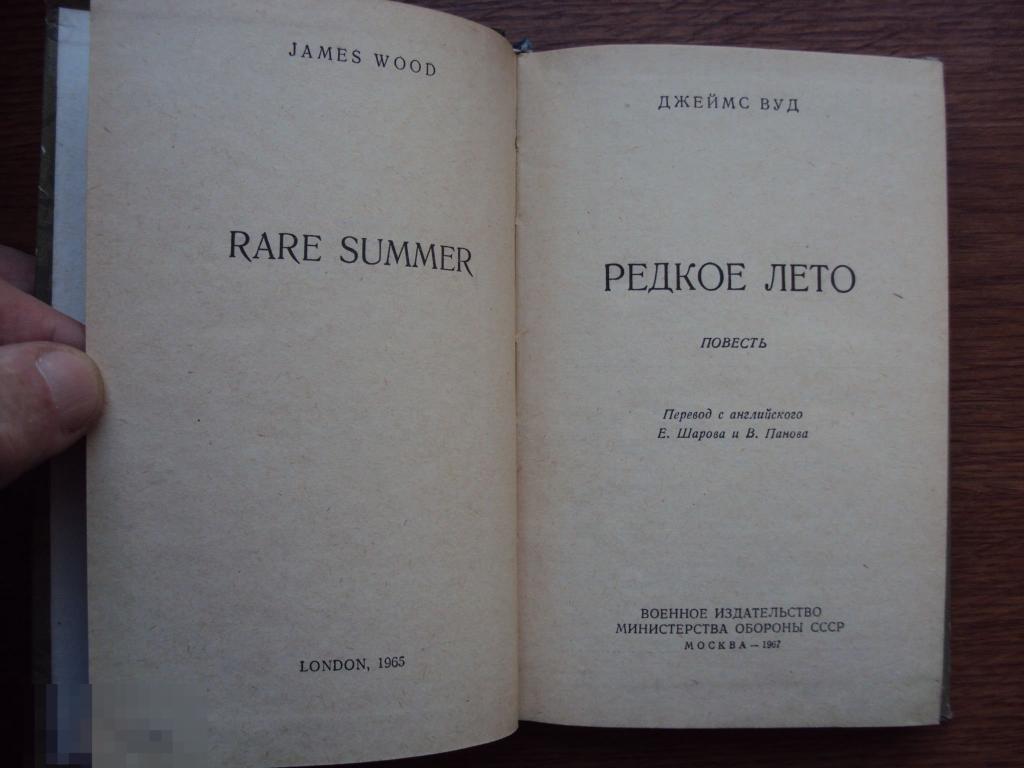 JAMES WOOD
RARE SUMMER
LONDON, 1965
ДЖЕЙМС ВУД
РЕДКОЕ ЛЕТО
ПОВЕСТЬ
Перевод с английского
Е. Шарова и В. Панова
ВОЕННОЕ ИЗДАТЕЛЬСТВО
МИНИСТЕРСТВА ОБОРОНЫ СССР
МОСКВА — 1967